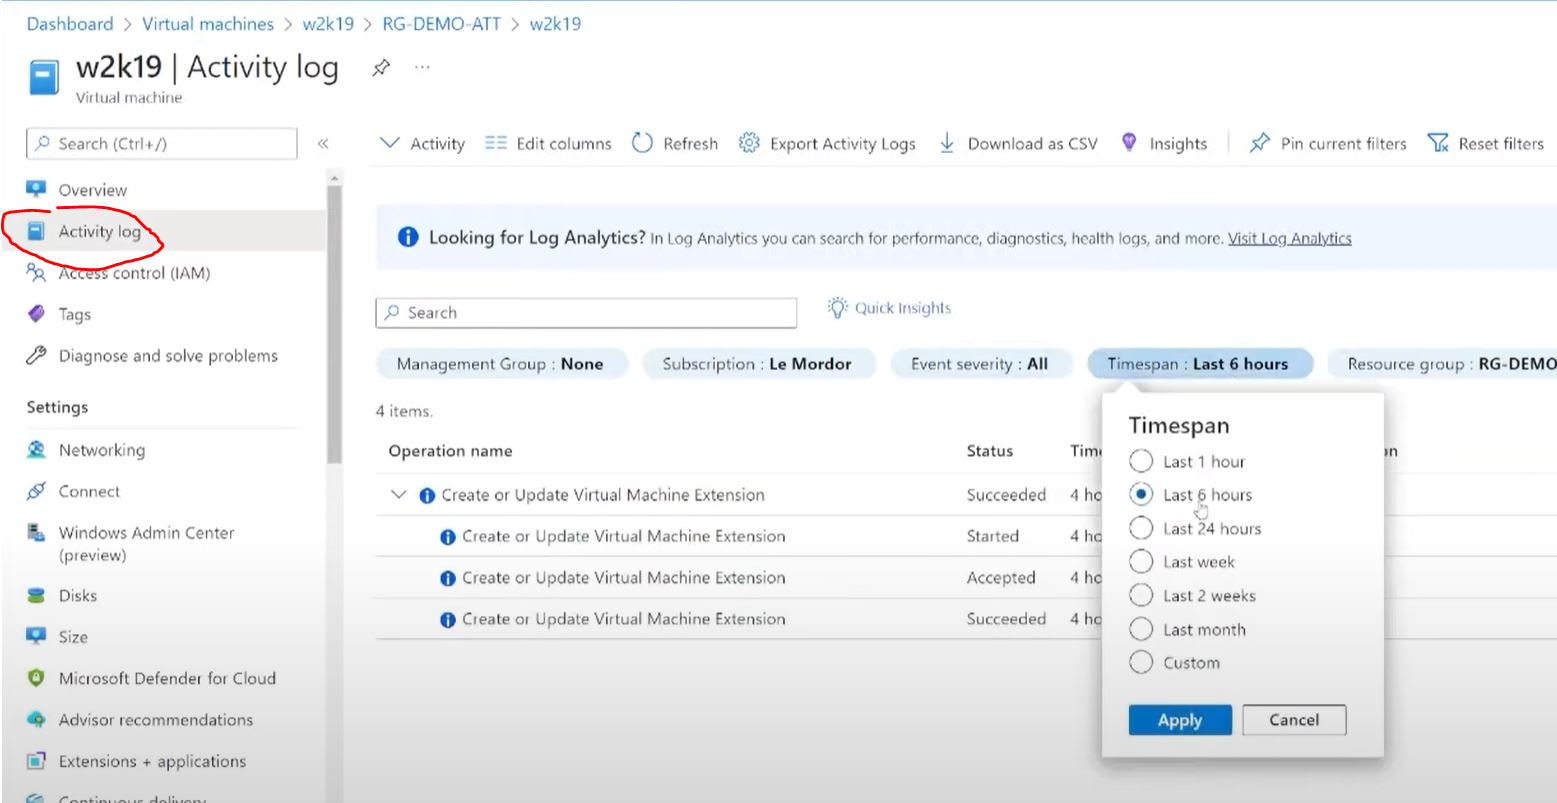 Dashboard > Virtual machines > w2k19 > RG-DEMO-ATT > w2k19
w2k19 | Activity log
Virtual machine
Search (Ctrl+/)
Overview
Activity log
Access control (IAM)
Tags
Diagnose and solve problems
Settings
Networking
Connect
Windows Admin Center
(preview)
Disks
Size
Microsoft Defender for Cloud
Advisor recommendations
Extensions + applications
Continuous delivery
Activity Edit columns Refresh Export Activity Logs Download as CSV Insights Pin current filters Reset filters
Looking for Log Analytics? In Log Analytics you can search for performance, diagnostics, health logs, and more. Visit Log Analytics
Search Quick Insights
Management Group : None Subscription : Le Mordor Event severity : All Timespan : Last 6 hours Resource group : RG-DEMO
4 items.
Operation name Status Time
Create or Update Virtual Machine Extension Succeeded 4 ho
Create or Update Virtual Machine Extension Started 4 ho
Create or Update Virtual Machine Extension Accepted 4 ho
Create or Update Virtual Machine Extension Succeeded 4 ho
Timespan
Last 1 hour
Last 6 hours
Last 24 hours
Last week
Last 2 weeks
Last month
Custom
Apply Cancel